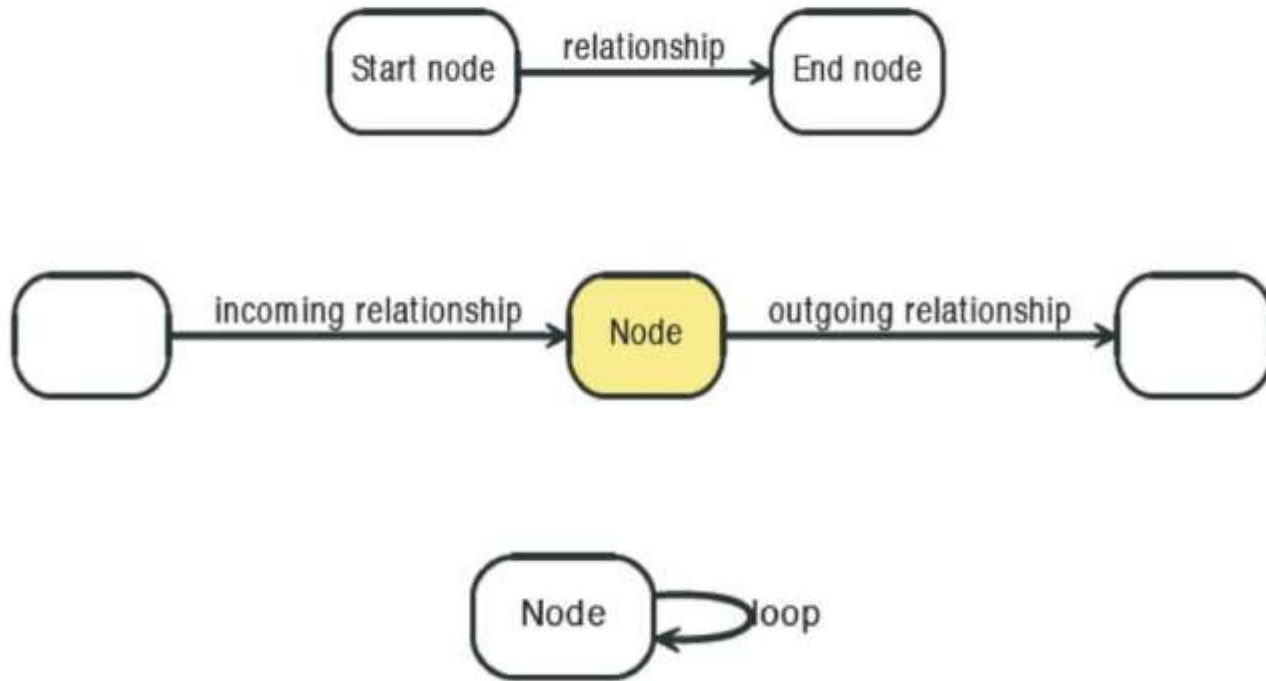 Start node
relationship
End node
incoming relationship
Node
outgoing relationship
Node
loop